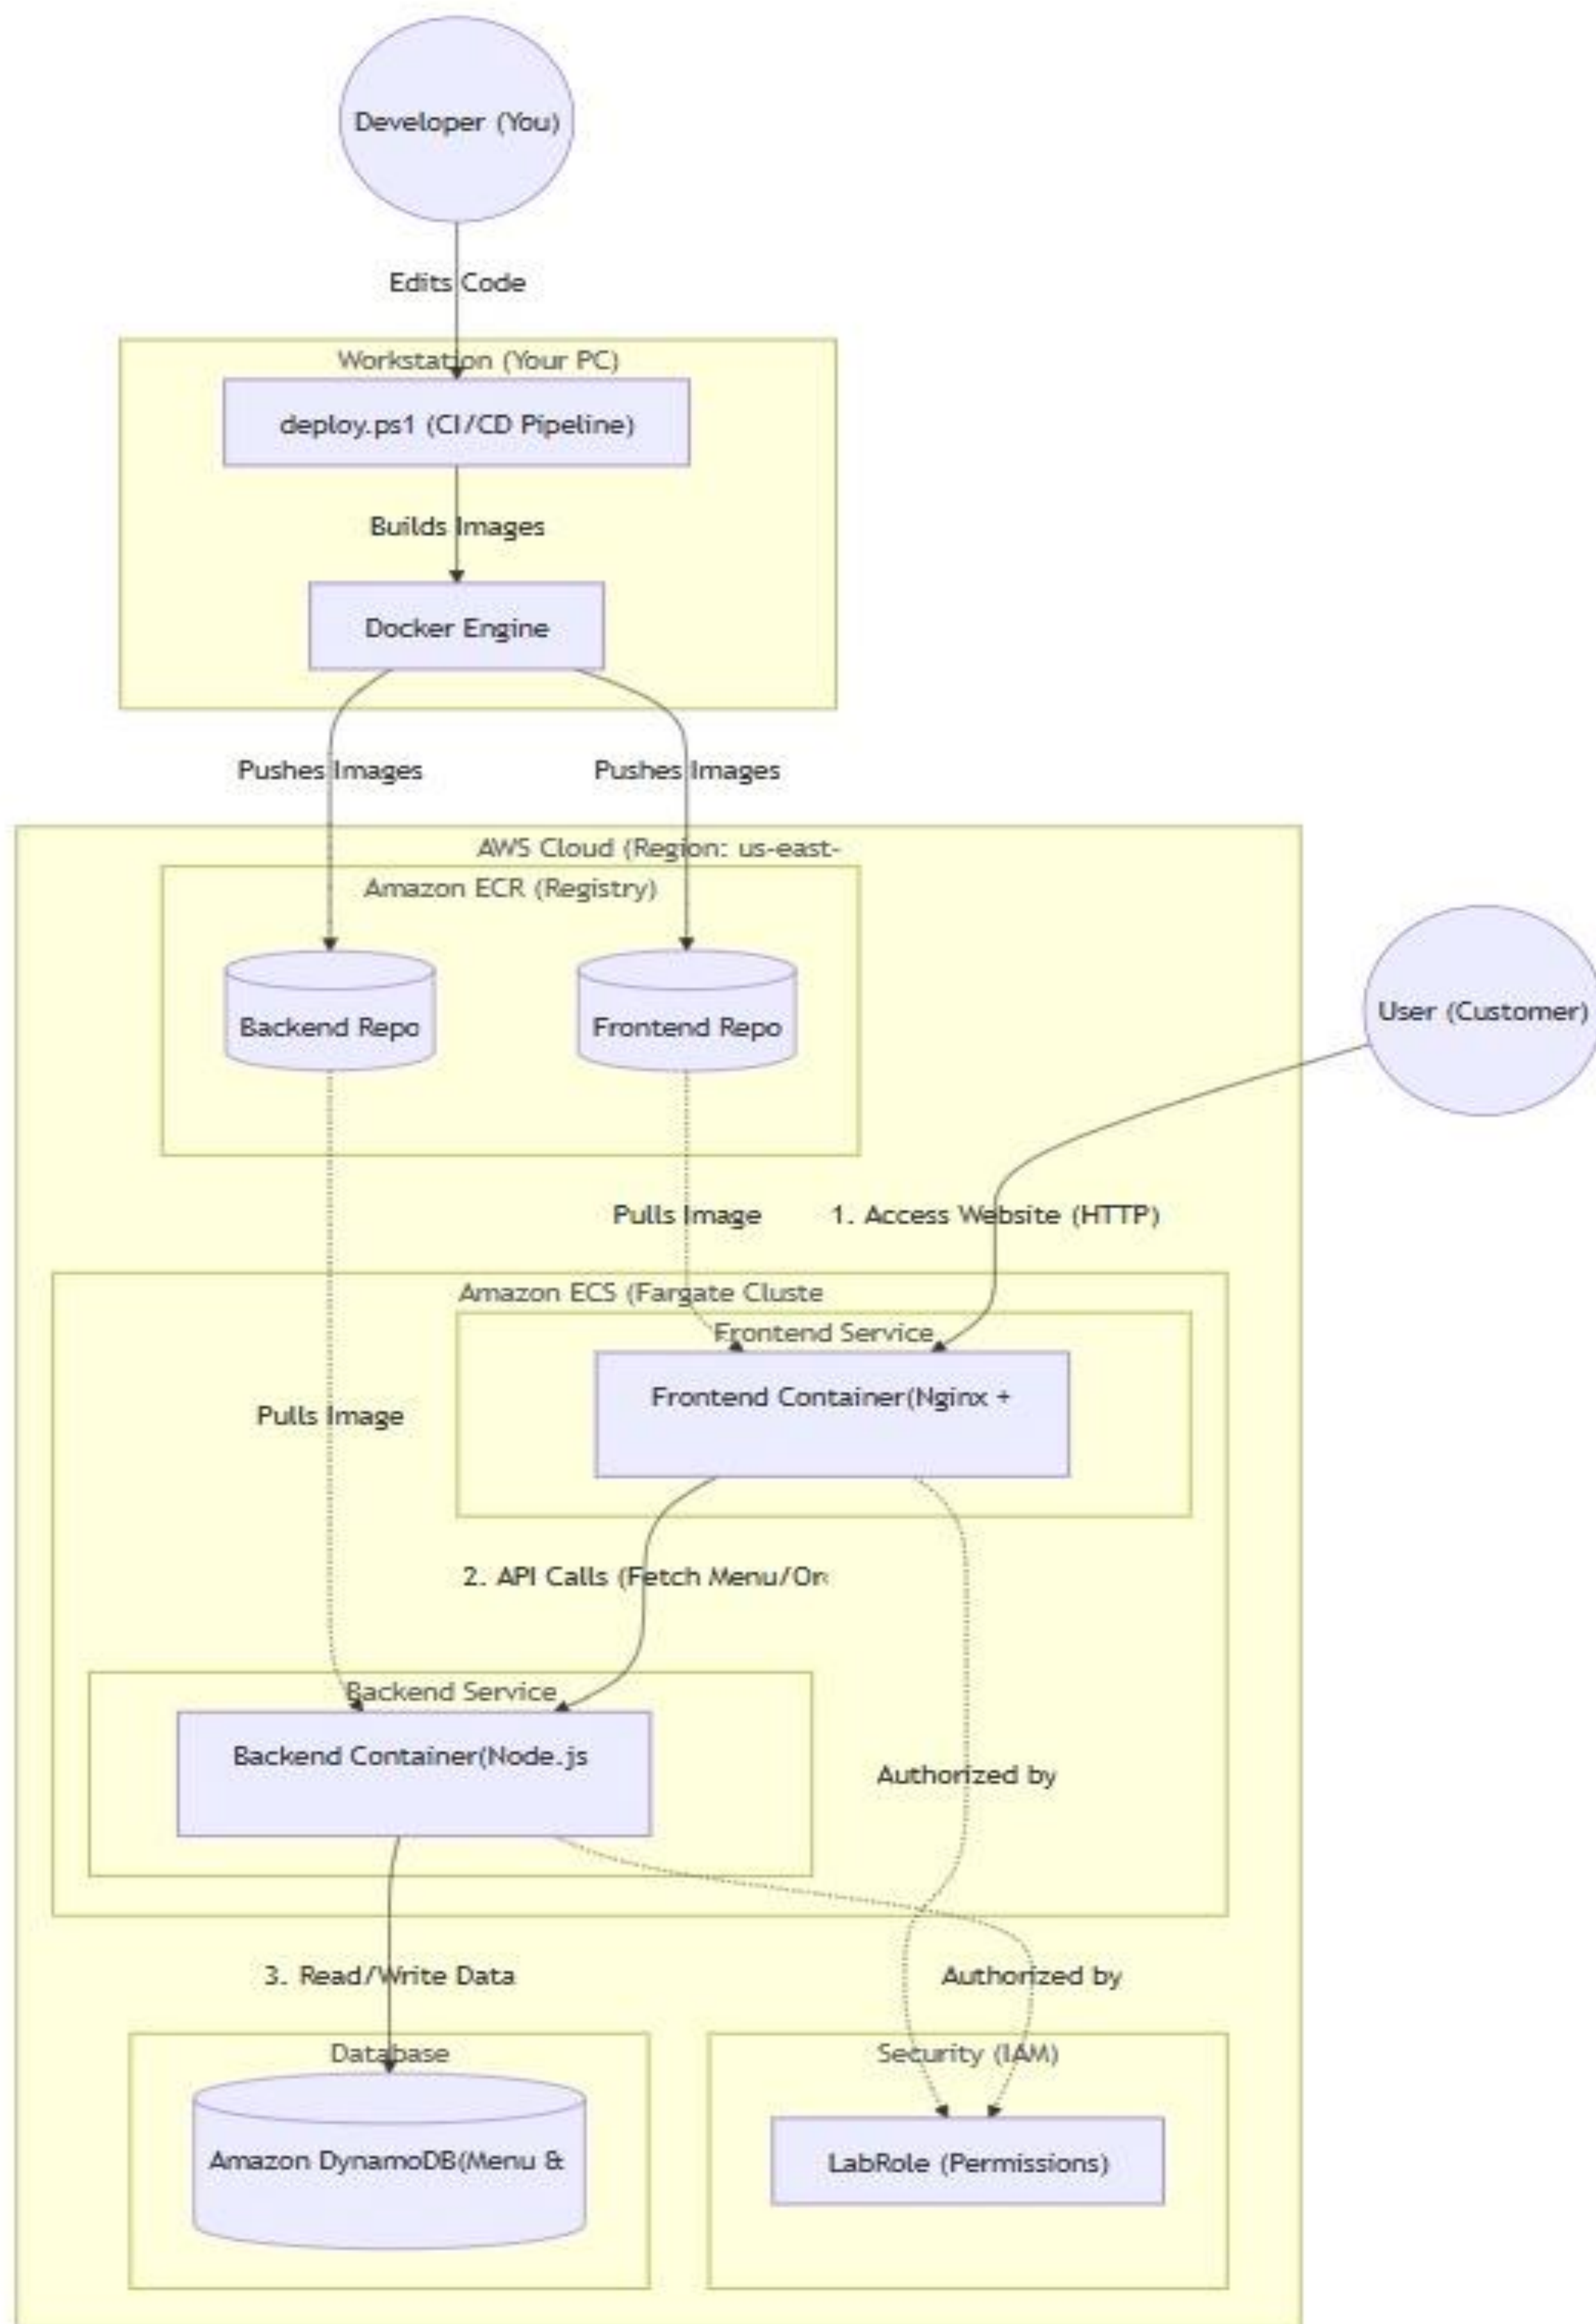 Developer (You)
Edits Code
Workstation (Your PC)
deploy.ps1 (CI/CD Pipeline)
Builds Images
Docker Engine
Pushes Images
Pushes Images
AWS Cloud (Region: us-east-
Amazon ECR (Registry)
Backend Repo
Frontend Repo
User (Customer)
Pulls Image
1. Access Website (HTTP)
Amazon ECS (Fargate Cluste
Frontend Service
Frontend Container(Nginx +
Pulls Image
2. API Calls (Fetch Menu/Or
Backend Service
Backend Container(Node.js
Authorized by
3. Read/Write Data
Authorized by
Database
Security (IAM)
Amazon DynamoDB(Menu &
LabRole (Permissions)